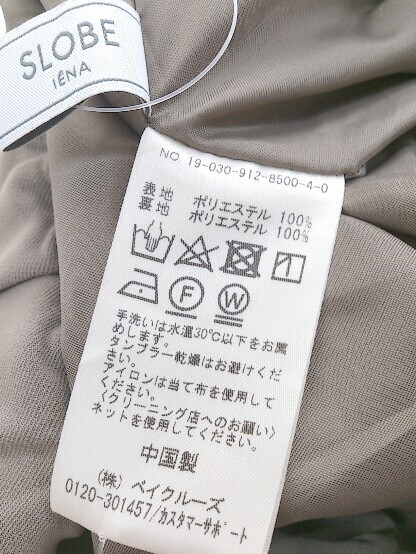 SLOBE
IÉNA
NO. 19-030-912-8500-4-0
表地 ポリエステル 100%
裏地 ポリエステル 100%
F W
手洗いは水温30℃以下をお薦
めします。
タンブラー乾燥はお避けくだ
さい。
アイロンは当て布を使用して
ください。
〈クリーニング店へのお願い〉
ネットを使用してください。
中国製
(株) ベイクルーズ
0120-301457/カスタマーサポート